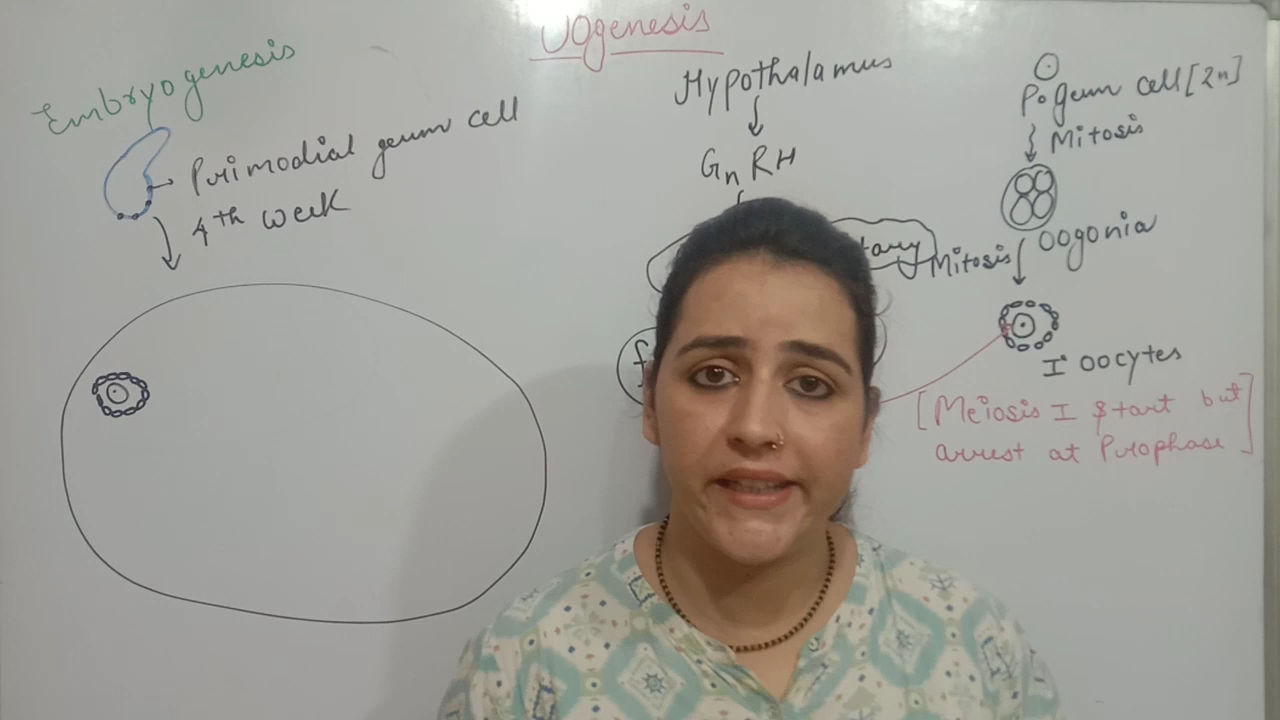 OOgenesis
Embryogenesis
Primodial germ cell
4th week
Hypothalamus
GnRH
P. germ cell [2n]
Mitosis
Oogonia
Mitosis
I° oocytes
[Meiosis I start but
arrest at Prophase]